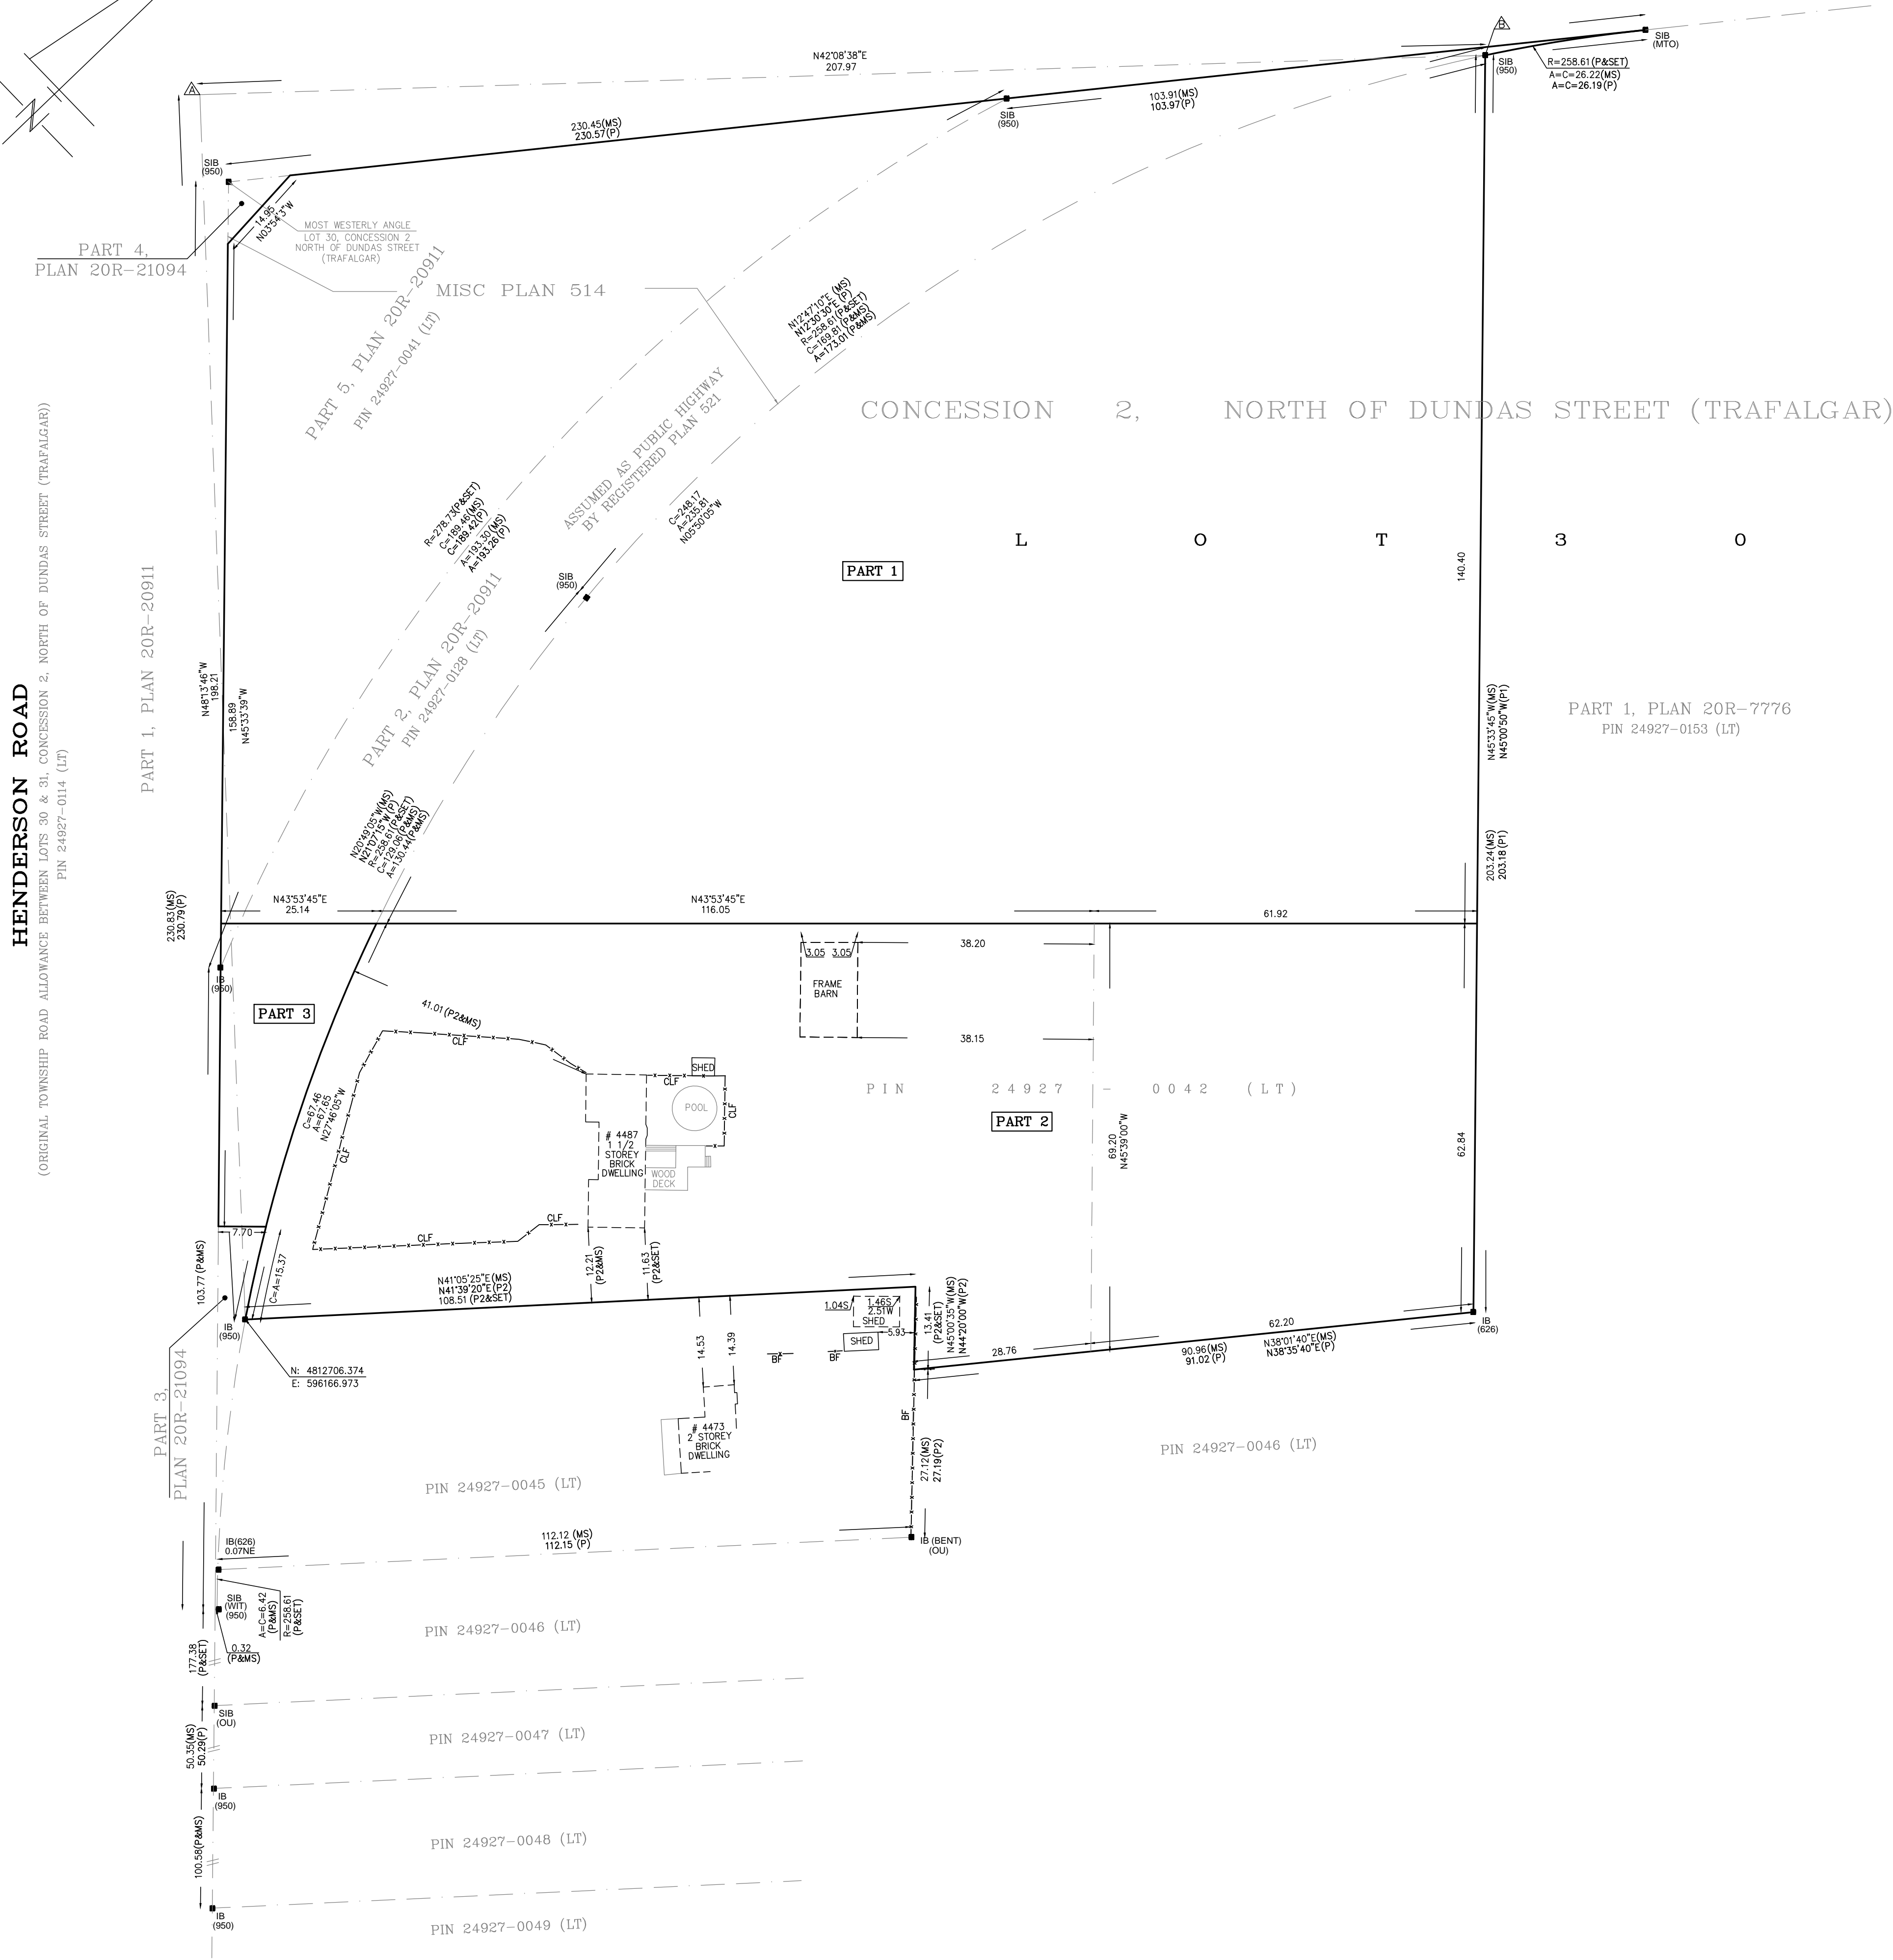 N42°08'38"E
207.97
A
B
SIB
(MTO)
SIB
(950)
R=258.61(P&SET)
A=C=26.22(MS)
A=C=26.19(P)
103.91(MS)
103.97(P)
SIB
(950)
230.45(MS)
230.57(P)
SIB
(950)
14.95
N03°54'3"W
MOST WESTERLY ANGLE
LOT 30, CONCESSION 2
NORTH OF DUNDAS STREET
(TRAFALGAR)
PART 4,
PLAN 20R-21094
MISC PLAN 514
PART 5, PLAN 20R-20911
PIN 24927-0041 (LT)
N12°47'10"E (MS)
N12°30'30"E (P)
R=258.61(P&SET)
C=169.81(P&MS)
A=173.01(P&MS)
ASSUMED AS PUBLIC HIGHWAY
BY REGISTERED PLAN 521
CONCESSION 2, NORTH OF DUNDAS STREET (TRAFALGAR)
LOT 30
R=278.73(P&SET)
C=189.46(MS)
C=189.42(P)
A=193.30(MS)
A=193.26(P)
C=248.17
A=235.81
N05°50'05"W
SIB
(950)
PART 1
140.40
PART 2, PLAN 20R-20911
PIN 24927-0128 (LT)
HENDERSON ROAD
(ORIGINAL TOWNSHIP ROAD ALLOWANCE BETWEEN LOTS 30 & 31, CONCESSION 2, NORTH OF DUNDAS STREET (TRAFALGAR))
PIN 24927-0114 (LT)
PART 1, PLAN 20R-20911
N48°13'46"W
198.21
158.89
N45°33'39"W
N45°33'45"W(MS)
N45°00'50"W(P1)
PART 1, PLAN 20R-7776
PIN 24927-0153 (LT)
N20°49'05"W(MS)
N21°07'15"W(P)
R=258.61(P&SET)
C=129.06(P&MS)
A=130.44(P&MS)
203.24(MS)
203.18(P1)
230.83(MS)
230.79(P)
N43°53'45"E
25.14
N43°53'45"E
116.05
61.92
IB
(950)
3.05 3.05
38.20
FRAME
BARN
38.15
PART 3
41.01(P2&MS)
CLF
SHED
CLF
POOL
CLF
PIN 24927 - 0042 (LT)
PART 2
C=67.46
A=67.65
N27°46'05"W
CLF
# 4487
1 1/2
STOREY
BRICK
DWELLING
WOOD
DECK
69.20
N45°39'00"W
62.84
CLF
CLF
7.70
103.77(P&MS)
C=A=15.37
12.21
(P2&MS)
11.63
(P2&SET)
N41°05'25"E(MS)
N41°39'20"E(P2)
108.51 (P2&SET)
IB
(950)
1.04S
1.46S
2.51W
SHED
SHED
5.93
13.41
(P2&SET)
N45°00'35"W(MS)
N44°20'00"W(P2)
IB
(626)
14.53
14.39
BF
BF
28.76
62.20
90.96(MS)
91.02 (P)
N38°01'40"E(MS)
N38°35'40"E(P)
N: 4812706.374
E: 596166.973
PART 3,
PLAN 20R-21094
# 4473
2 STOREY
BRICK
DWELLING
BF
27.12(MS)
27.19(P2)
PIN 24927-0046 (LT)
PIN 24927-0045 (LT)
112.12 (MS)
112.15 (P)
IB (BENT)
(OU)
IB(626)
0.07NE
SIB
(WIT)
(950)
A=C=6.42
(P&MS)
R=258.61
(P&SET)
0.32
(P&MS)
177.38
(P&SET)
PIN 24927-0046 (LT)
SIB
(OU)
PIN 24927-0047 (LT)
50.35(MS)
50.29(P)
IB
(950)
PIN 24927-0048 (LT)
100.58(P&MS)
IB
(950)
PIN 24927-0049 (LT)